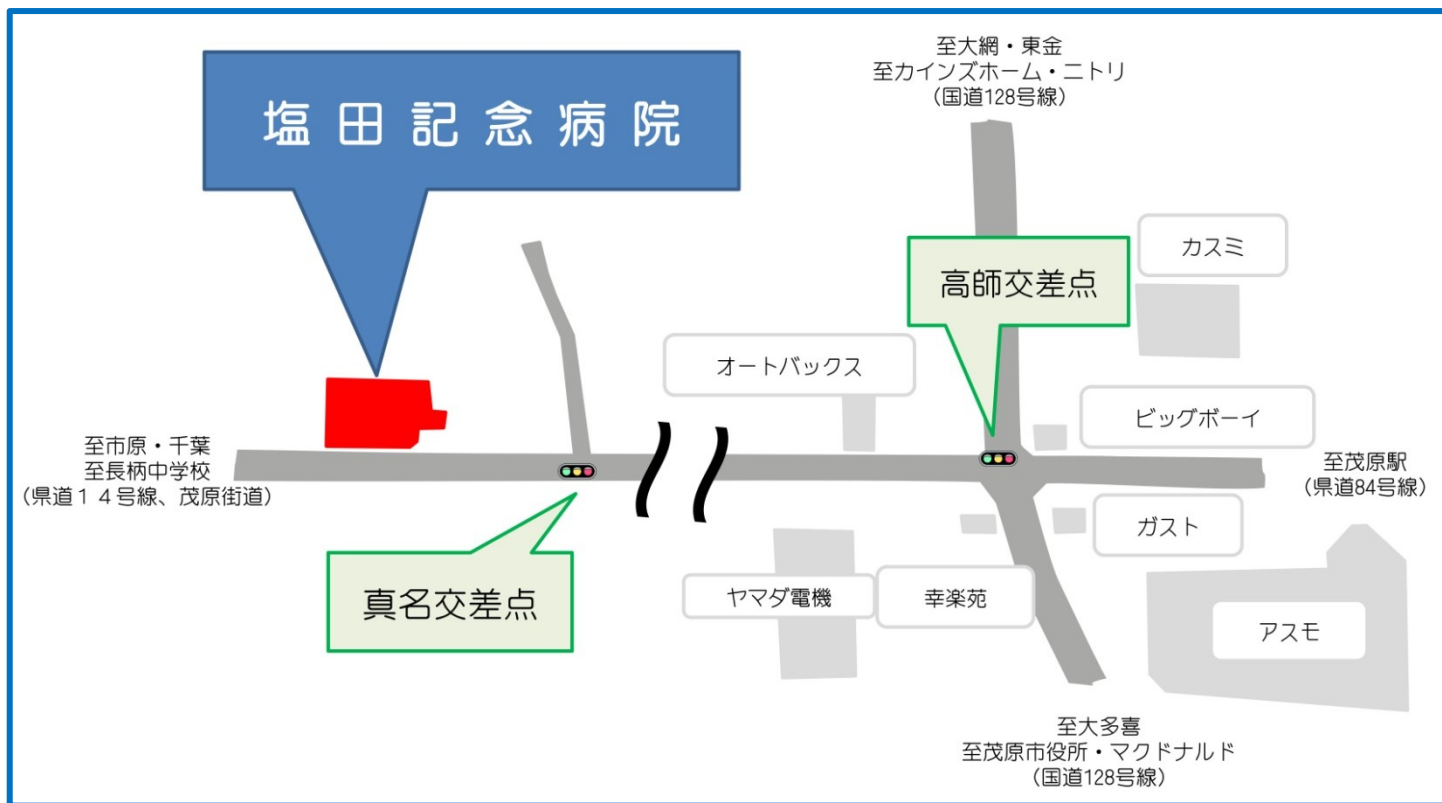 塩田記念病院
至大網・東金
至カインズホーム・ニトリ
（国道128号線）
カスミ
高師交差点
オートバックス
ビッグボーイ
至市原・千葉
至長柄中学校
（県道１４号線、茂原街道）
至茂原駅
（県道84号線）
ガスト
真名交差点
ヤマダ電機
幸楽苑
アスモ
至大多喜
至茂原市役所・マクドナルド
（国道128号線）